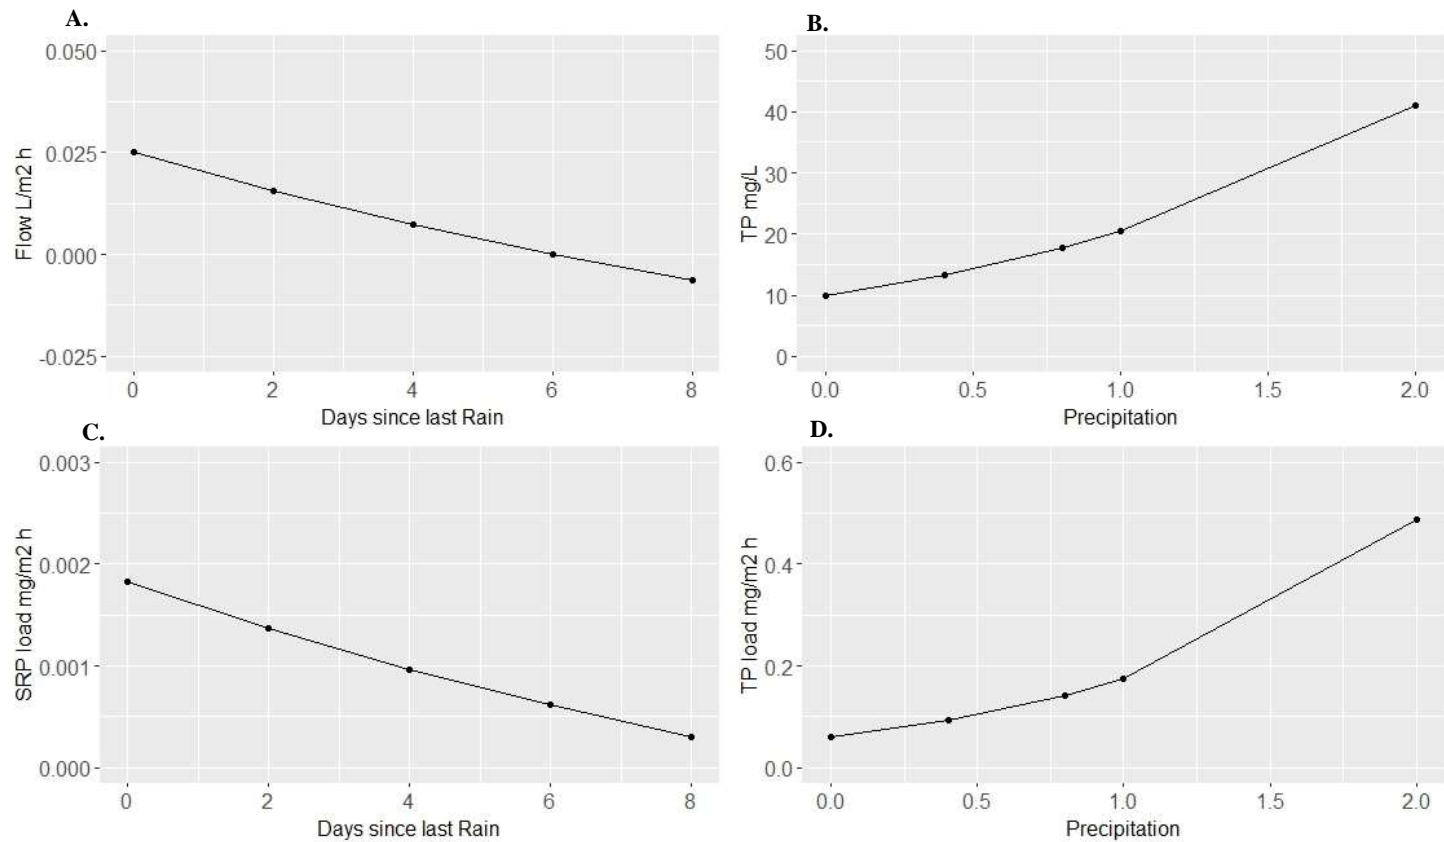 A.
0.050
0.025
0.000
-0.025
Flow L/m2 h
0 2 4 6 8
Days since last Rain
B.
50
40
30
20
10
0
TP mg/L
0.0 0.5 1.0 1.5 2.0
Precipitation
C.
0.003
0.002
0.001
0.000
SRP load mg/m2 h
0 2 4 6 8
Days since last Rain
D.
0.6
0.4
0.2
0.0
TP load mg/m2 h
0.0 0.5 1.0 1.5 2.0
Precipitation